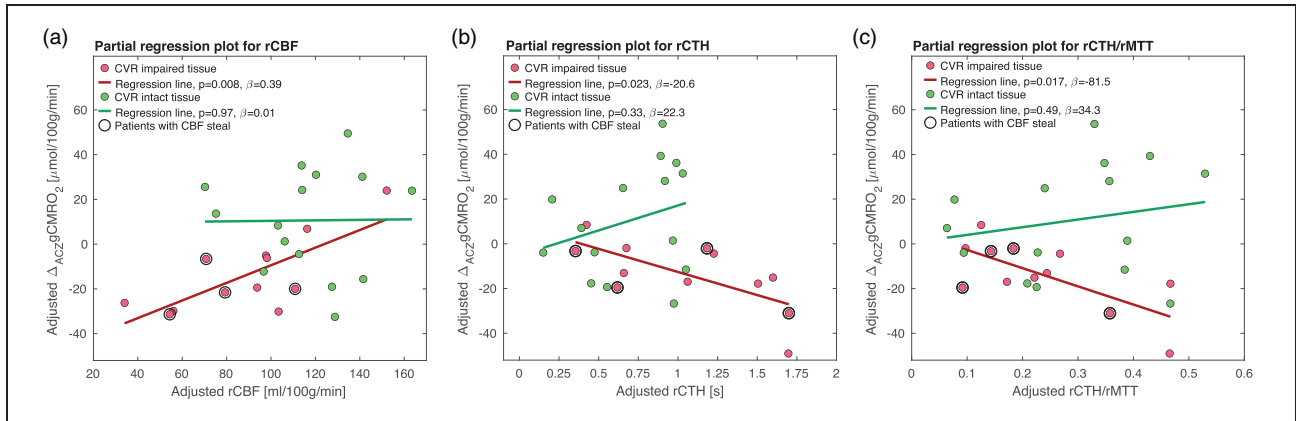 (a)
Partial regression plot for rCBF
CVR impaired tissue
Regression line, p=0.008, β=0.39
CVR intact tissue
Regression line, p=0.97, β=0.01
Patients with CBF steal
Adjusted Δ_ACZ gCMRO₂ [μmol/100g/min]
60
40
20
0
-20
-40
20 40 60 80 100 120 140 160
Adjusted rCBF [ml/100g/min]
(b)
Partial regression plot for rCTH
CVR impaired tissue
Regression line, p=0.023, β=-20.6
CVR intact tissue
Regression line, p=0.33, β=22.3
Patients with CBF steal
Adjusted Δ_ACZ gCMRO₂ [μmol/100g/min]
60
40
20
0
-20
-40
0 0.25 0.5 0.75 1 1.25 1.5 1.75 2
Adjusted rCTH [s]
(c)
Partial regression plot for rCTH/rMTT
CVR impaired tissue
Regression line, p=0.017, β=-81.5
CVR intact tissue
Regression line, p=0.49, β=34.3
Patients with CBF steal
Adjusted Δ_ACZ gCMRO₂ [μmol/100g/min]
60
40
20
0
-20
-40
0 0.1 0.2 0.3 0.4 0.5 0.6
Adjusted rCTH/rMTT